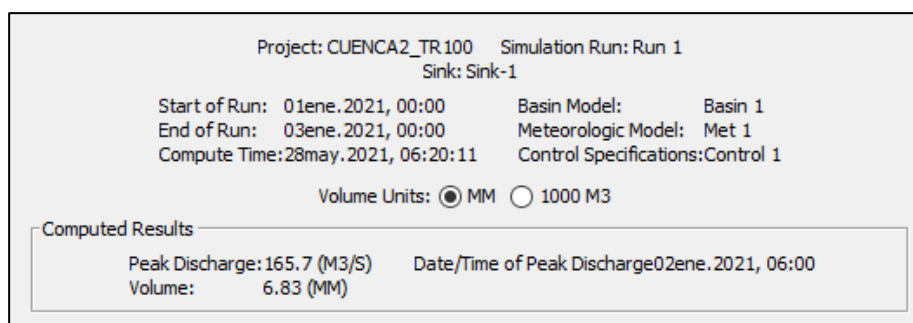 Project: CUENCA2_TR100 Simulation Run: Run 1
Sink: Sink-1
Start of Run: 01ene.2021, 00:00 Basin Model: Basin 1
End of Run: 03ene.2021, 00:00 Meteorologic Model: Met 1
Compute Time:28may.2021, 06:20:11 Control Specifications:Control 1
Volume Units: MM 1000 M3
Computed Results
Peak Discharge:165.7 (M3/S) Date/Time of Peak Discharge02ene.2021, 06:00
Volume: 6.83 (MM)